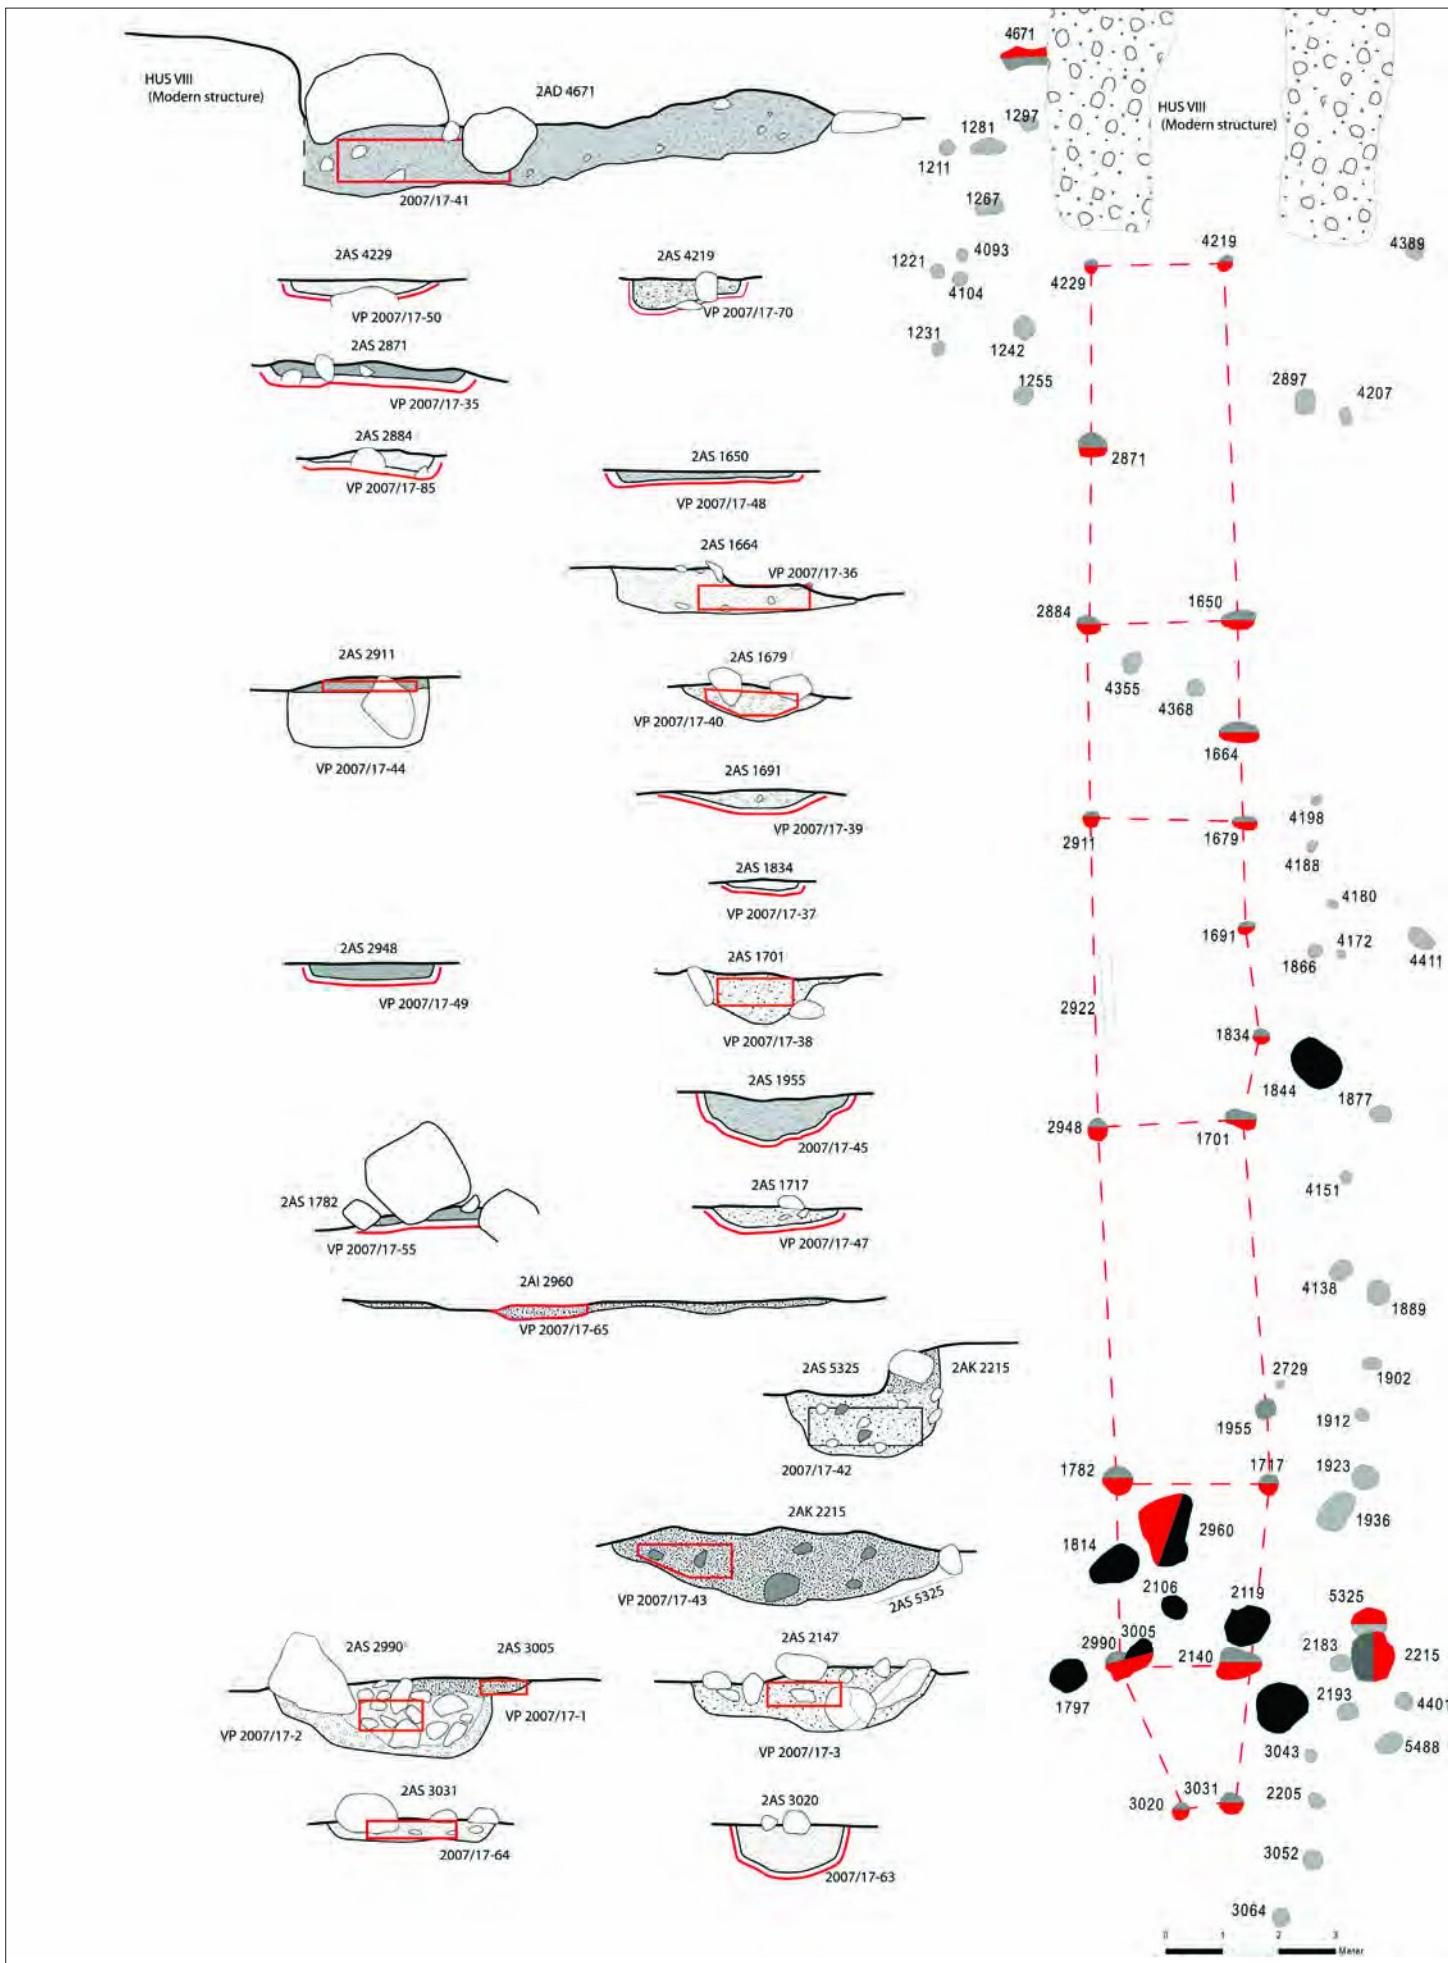 HUS VIII
(Modern structure)
2AD 4671
2007/17-41
2AS 4229
VP 2007/17-50
2AS 4219
VP 2007/17-70
2AS 2871
VP 2007/17-35
2AS 2884
VP 2007/17-85
2AS 1650
VP 2007/17-48
2AS 1664
VP 2007/17-36
2AS 2911
VP 2007/17-44
2AS 1679
VP 2007/17-40
2AS 1691
VP 2007/17-39
2AS 1834
VP 2007/17-37
2AS 2948
VP 2007/17-49
2AS 1701
VP 2007/17-38
2AS 1955
2007/17-45
2AS 1782
VP 2007/17-55
2AS 1717
VP 2007/17-47
2AI 2960
VP 2007/17-65
2AS 5325
2AK 2215
2007/17-42
2AK 2215
VP 2007/17-43
2AS 5325
2AS 2990
2AS 3005
VP 2007/17-2
VP 2007/17-1
2AS 2147
VP 2007/17-3
2AS 3031
2007/17-64
2AS 3020
2007/17-63
4671
HUS VIII
(Modern structure)
1297
1281
1211
1267
4093
1221
4104
4229
4219
4389
1231
1242
1255
2897
4207
2871
2884
1650
4355
4368
1664
2911
1679
4198
4188
4180
1691
1866
4172
4411
2922
1834
1844
1877
2948
1701
4151
4138
1889
2729
1902
1955
1912
1782
1717
1923
2960
1936
1814
2106
2119
5325
2990
3005
2140
2183
2215
1797
2193
4401
3043
5488
3020
3031
2205
3052
3064
0 1 2 3
Meter